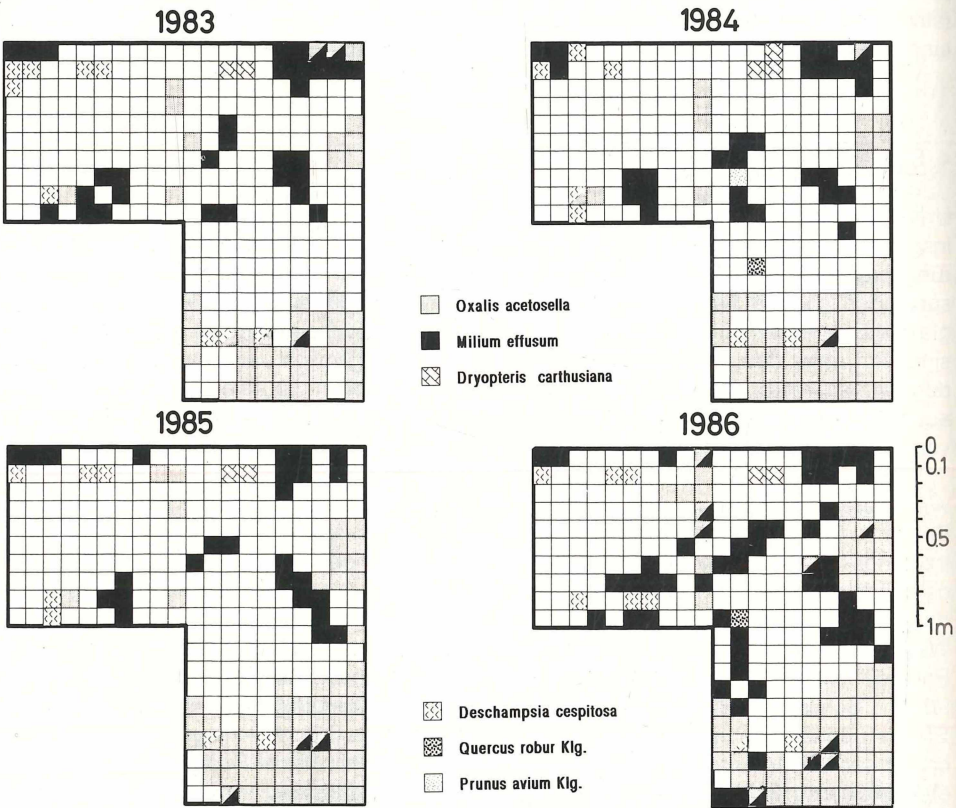 1983
1984
Oxalis acetosella
Milium effusum
Dryopteris carthusiana
1985
1986
0
0.1
0.5
1m
Deschampsia cespitosa
Quercus robur Klg.
Prunus avium Klg.